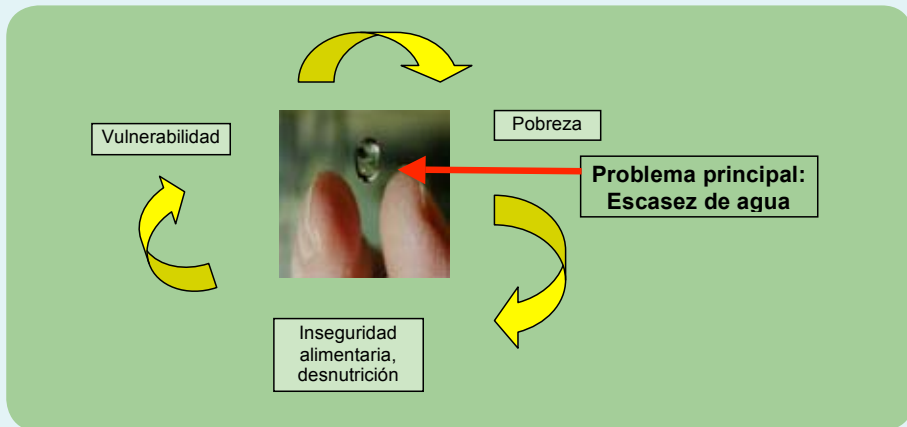 Vulnerabilidad
Pobreza
Problema principal:
Escasez de agua
Inseguridad
alimentaria,
desnutrición